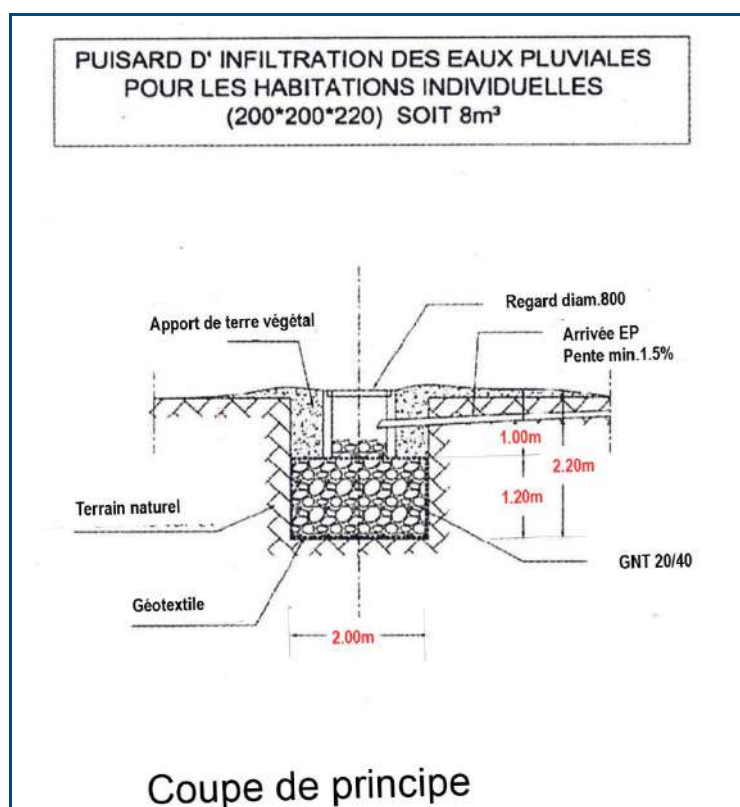 PUISARD D' INFILTRATION DES EAUX PLUVIALES
POUR LES HABITATIONS INDIVIDUELLES
(200*200*220) SOIT 8m³
Regard diam.800
Apport de terre végétal
Arrivée EP
Pente min.1.5%
1.00m
2.20m
1.20m
Terrain naturel
GNT 20/40
Géotextile
2.00m
Coupe de principe